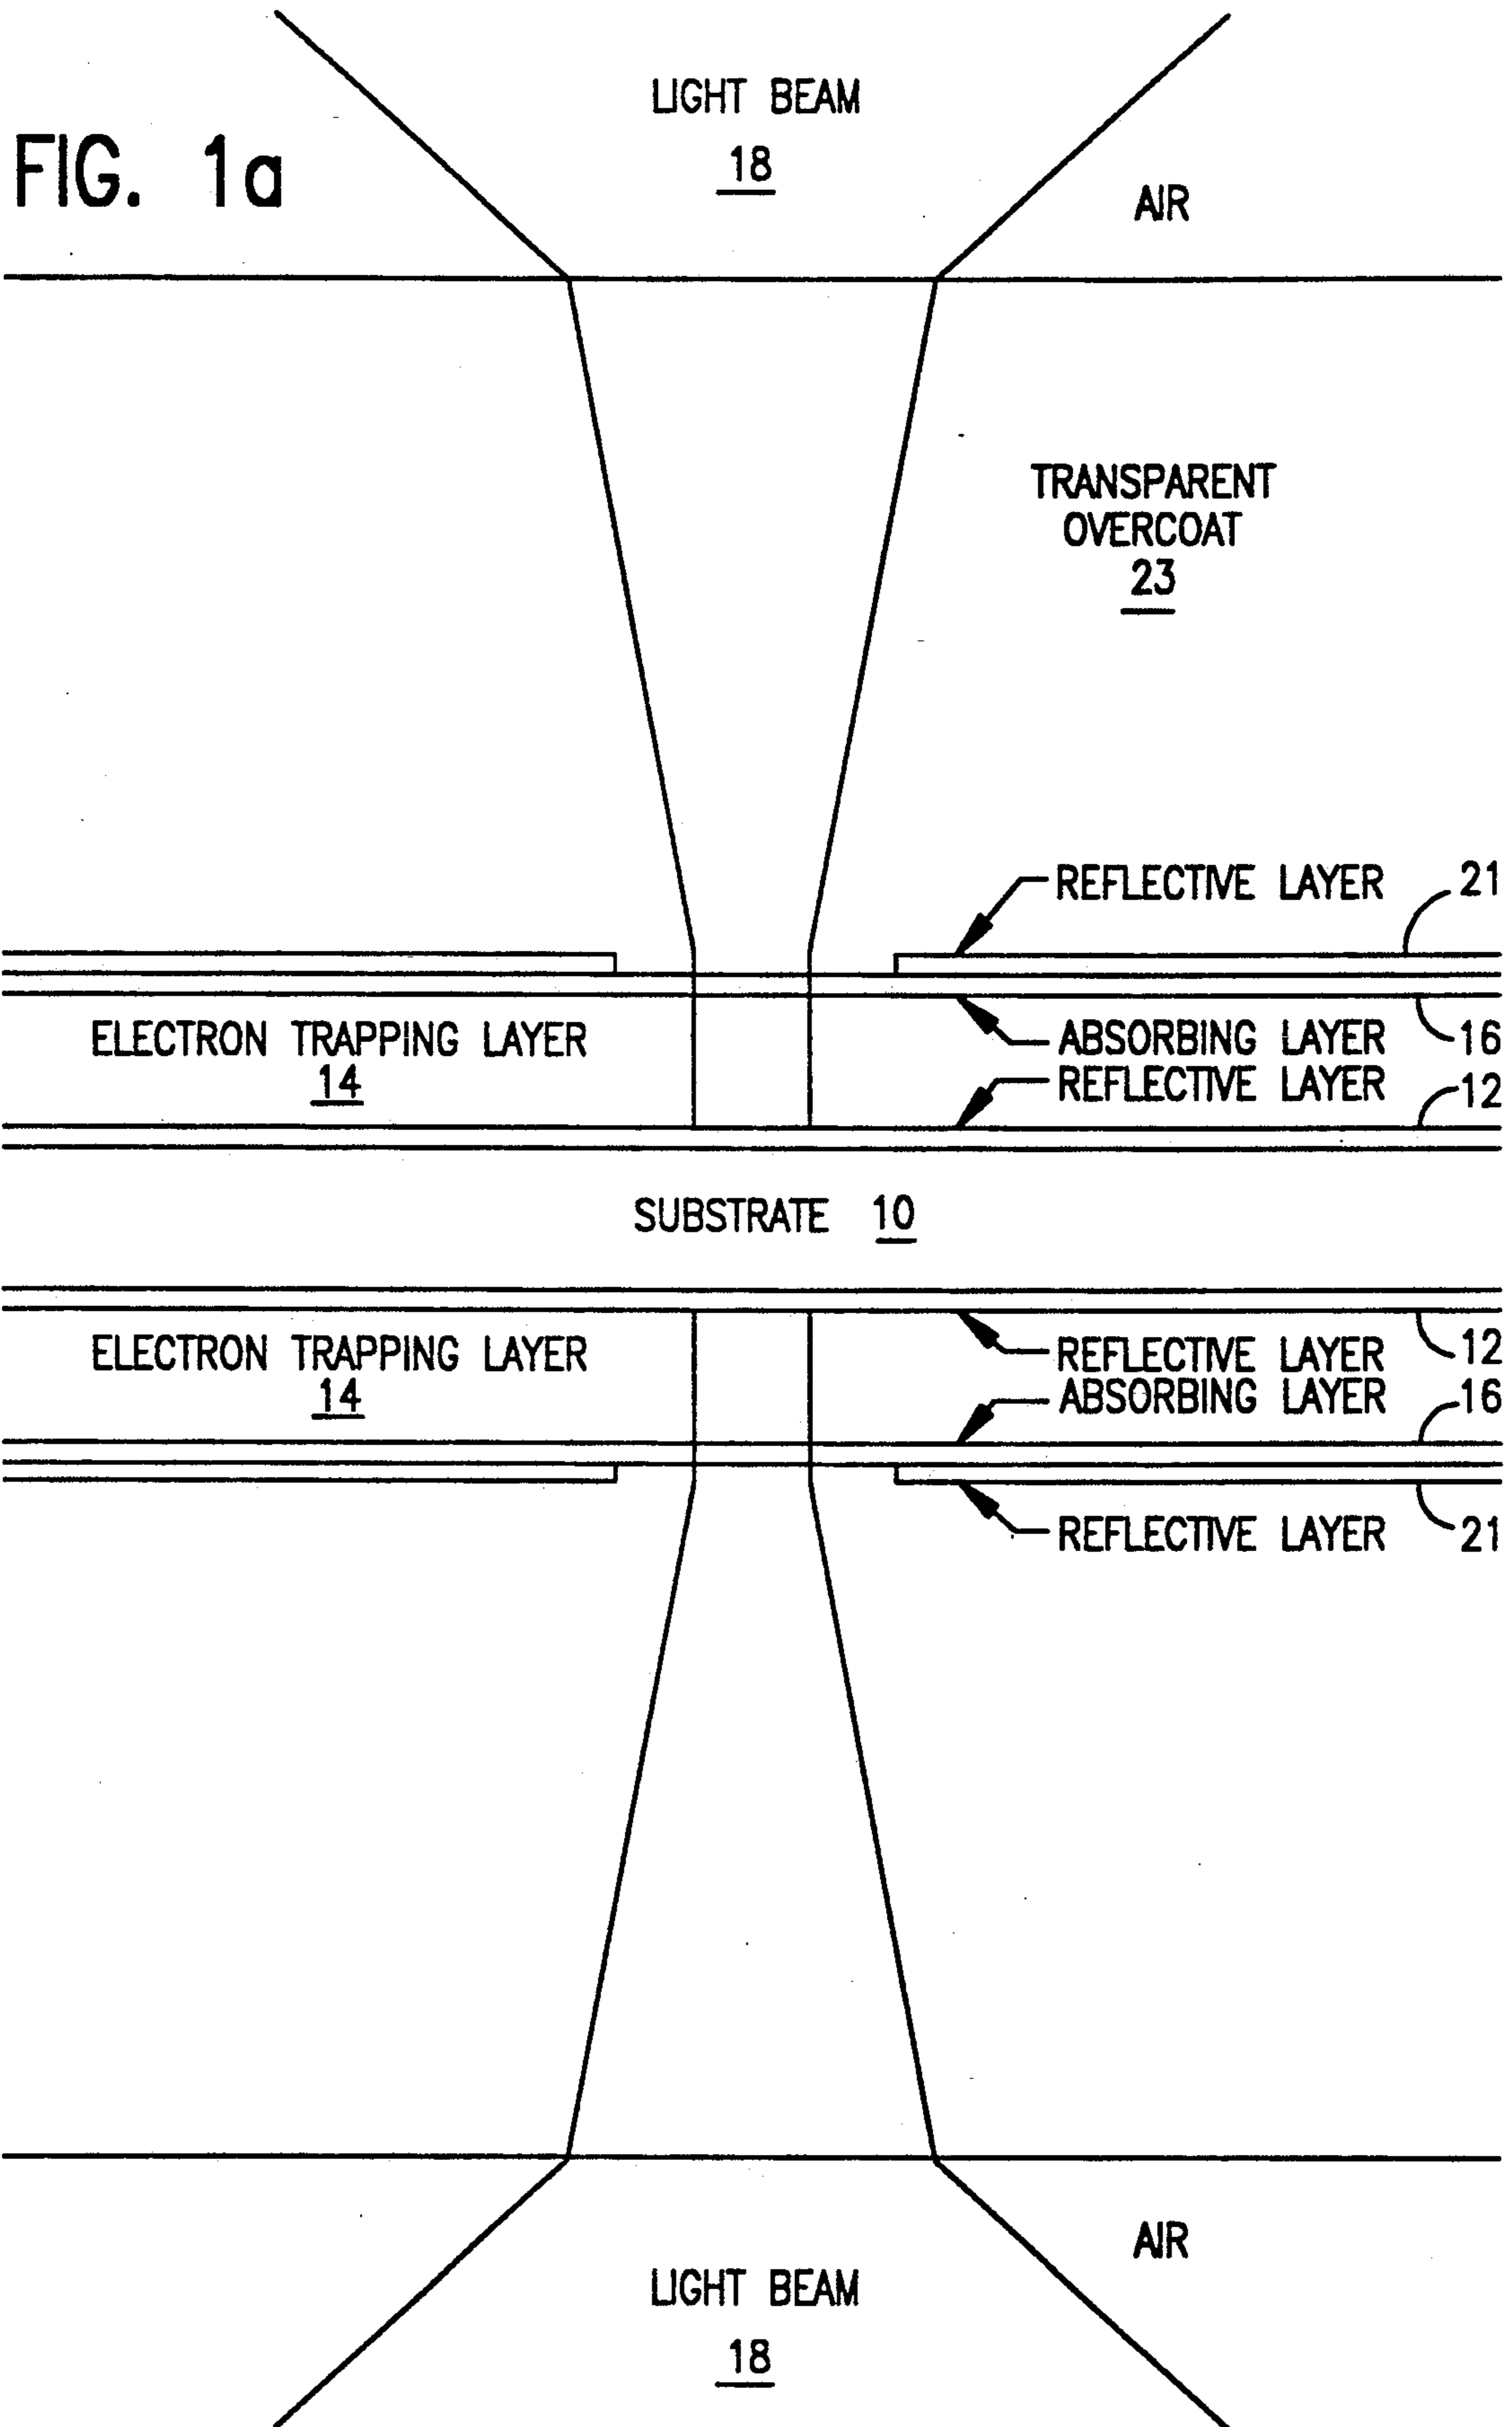 LIGHT BEAM
18
FIG. 1a
AIR
TRANSPARENT
OVERCOAT
23
REFLECTIVE LAYER 21
ELECTRON TRAPPING LAYER
14
ABSORBING LAYER 16
REFLECTIVE LAYER 12
SUBSTRATE 10
ELECTRON TRAPPING LAYER
14
REFLECTIVE LAYER 12
ABSORBING LAYER 16
REFLECTIVE LAYER 21
AIR
LIGHT BEAM
18